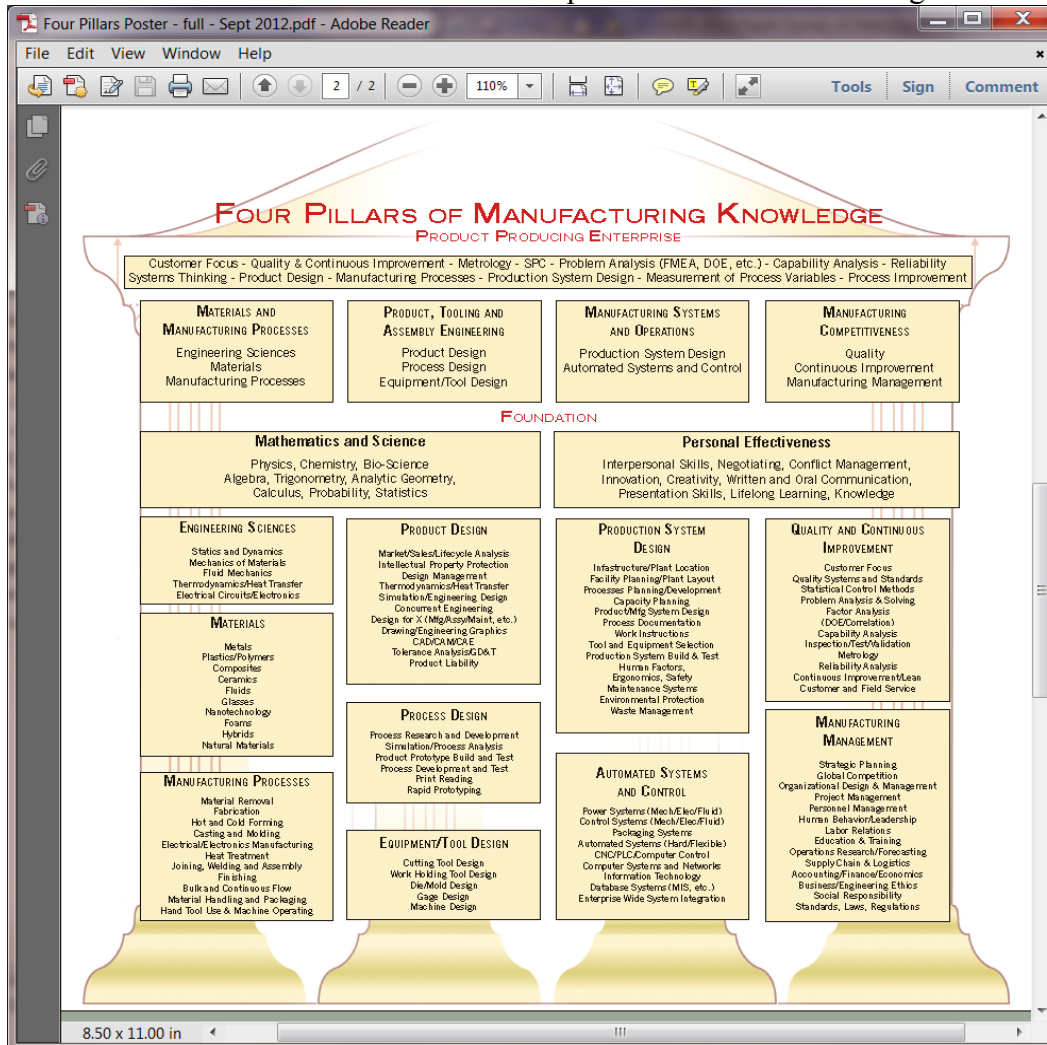 Four Pillars Poster - full - Sept 2012.pdf - Adobe Reader
File Edit View Window Help
2 / 2 110% Tools Sign Comment
FOUR PILLARS OF MANUFACTURING KNOWLEDGE
PRODUCT PRODUCING ENTERPRISE
Customer Focus - Quality & Continuous Improvement - Metrology - SPC - Problem Analysis (FMEA, DOE, etc.) - Capability Analysis - Reliability
Systems Thinking - Product Design - Manufacturing Processes - Production System Design - Measurement of Process Variables - Process Improvement
MATERIALS AND
MANUFACTURING PROCESSES
Engineering Sciences
Materials
Manufacturing Processes
PRODUCT, TOOLING AND
ASSEMBLY ENGINEERING
Product Design
Process Design
Equipment/Tool Design
MANUFACTURING SYSTEMS
AND OPERATIONS
Production System Design
Automated Systems and Control
MANUFACTURING
COMPETITIVENESS
Quality
Continuous Improvement
Manufacturing Management
FOUNDATION
Mathematics and Science
Physics, Chemistry, Bio-Science
Algebra, Trigonometry, Analytic Geometry,
Calculus, Probability, Statistics
Personal Effectiveness
Interpersonal Skills, Negotiating, Conflict Management,
Innovation, Creativity, Written and Oral Communication,
Presentation Skills, Lifelong Learning, Knowledge
ENGINEERING SCIENCES
Statics and Dynamics
Mechanics of Materials
Fluid Mechanics
Thermodynamics/Heat Transfer
Electrical Circuits/Electronics
MATERIALS
Metals
Plastics/Polymers
Composites
Ceramics
Fluids
Glasses
Nanotechnology
Foams
Hybrids
Natural Materials
MANUFACTURING PROCESSES
Material Removal
Fabrication
Hot and Cold Forming
Casting and Molding
Electrical/Electronics Manufacturing
Heat Treatment
Joining, Welding and Assembly
Finishing
Bulk and Continuous Flow
Material Handling and Packaging
Hand Tool Use & Machine Operating
PRODUCT DESIGN
Market/Sales/Lifecycle Analysis
Intellectual Property Protection
Design Management
Thermodynamics/Heat Transfer
Simulation/Engineering Design
Concurrent Engineering
Design for X (Mfg/Assy/Maint, etc.)
Drawing/Engineering Graphics
CAD/CAM/CAE
Tolerance Analysis/GD&T
Product Liability
PROCESS DESIGN
Process Research and Development
Simulation/Process Analysis
Product Prototype Build and Test
Process Development and Test
Print Reading
Rapid Prototyping
EQUIPMENT/TOOL DESIGN
Cutting Tool Design
Work Holding Tool Design
Die/Mold Design
Gage Design
Machine Design
PRODUCTION SYSTEM
DESIGN
Infrastructure/Plant Location
Facility Planning/Plant Layout
Processes Planning/Development
Capacity Planning
Product/Mfg System Design
Process Documentation
Work Instructions
Tool and Equipment Selection
Production System Build & Test
Human Factors,
Ergonomics, Safety
Maintenance Systems
Environmental Protection
Waste Management
AUTOMATED SYSTEMS
AND CONTROL
Power Systems (Mech/Elec/Fluid)
Control Systems (Mech/Elec/Fluid)
Packaging Systems
Automated Systems (Hard/Flexible)
CNC/PLC/Computer Control
Computer Systems and Networks
Information Technology
Database Systems (MIS, etc.)
Enterprise Wide System Integration
QUALITY AND CONTINUOUS
IMPROVEMENT
Customer Focus
Quality Systems and Standards
Statistical Control Methods
Problem Analysis & Solving
Factor Analysis
(DOE/Correlation)
Capability Analysis
Inspection/Test/Validation
Metrology
Reliability Analysis
Continuous Improvement/Lean
Customer and Field Service
MANUFACTURING
MANAGEMENT
Strategic Planning
Global Competition
Organizational Design & Management
Project Management
Personnel Management
Human Behavior/Leadership
Labor Relations
Education & Training
Operations Research/Forecasting
Supply Chain & Logistics
Accounting/Finance/Economics
Business/Engineering Ethics
Social Responsibility
Standards, Laws, Regulations
8.50 x 11.00 in